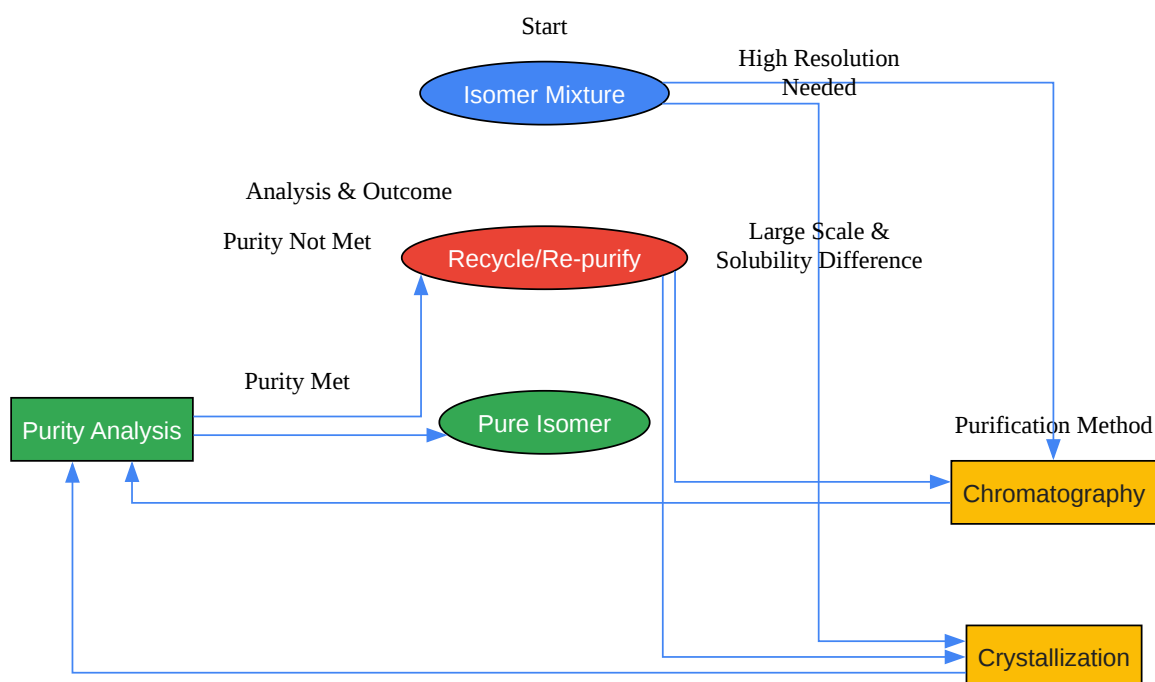 Start
High Resolution
Needed
Isomer Mixture
Analysis & Outcome
Purity Not Met
Recycle/Re-purify
Large Scale &
Solubility Difference
Purity Met
Purity Analysis
Pure Isomer
Purification Method
Chromatography
Crystallization